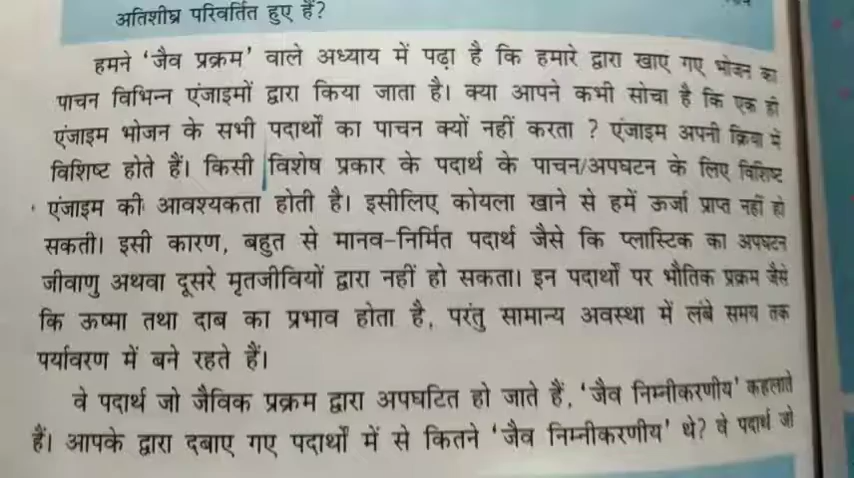 अतिशीघ्र परिवर्तित हुए हैं?
हमने ‘जैव प्रक्रम’ वाले अध्याय में पढ़ा है कि हमारे द्वारा खाए गए भोजन का
पाचन विभिन्न एंजाइमों द्वारा किया जाता है। क्या आपने कभी सोचा है कि एक ही
एंजाइम भोजन के सभी पदार्थों का पाचन क्यों नहीं करता ? एंजाइम अपनी क्रिया में
विशिष्ट होते हैं। किसी विशेष प्रकार के पदार्थ के पाचन/अपघटन के लिए विशिष्ट
एंजाइम की आवश्यकता होती है। इसीलिए कोयला खाने से हमें ऊर्जा प्राप्त नहीं हो
सकती। इसी कारण, बहुत से मानव-निर्मित पदार्थ जैसे कि प्लास्टिक का अपघटन
जीवाणु अथवा दूसरे मृतजीवियों द्वारा नहीं हो सकता। इन पदार्थों पर भौतिक प्रक्रम जैसे
कि ऊष्मा तथा दाब का प्रभाव होता है, परंतु सामान्य अवस्था में लंबे समय तक
पर्यावरण में बने रहते हैं।
वे पदार्थ जो जैविक प्रक्रम द्वारा अपघटित हो जाते हैं, ‘जैव निम्नीकरणीय’ कहलाते
हैं। आपके द्वारा दबाए गए पदार्थों में से कितने ‘जैव निम्नीकरणीय’ थे? वे पदार्थ जो